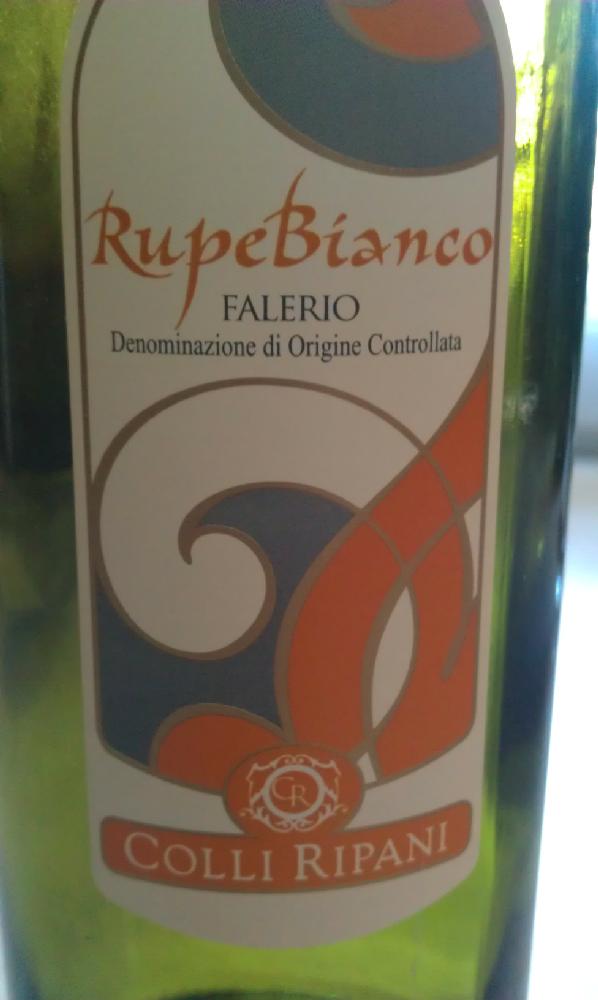 RupeBianco
FALERIO
Denominazione di Origine Controllata
CR
COLLI RIPANI